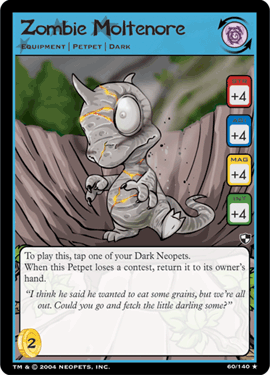 Zombie Moltenore
Equipment | Petpet | Dark
+4
+4
MAG
+4
INT
+4
To play this, tap one of your Dark Neopets.
When this Petpet loses a contest, return it to its owner's
hand.
"I think he said he wanted to eat some grains, but we're all
out. Could you go and fetch the little darling some?"
2
TM & © 2004 NEOPETS, INC.
60/140 ★